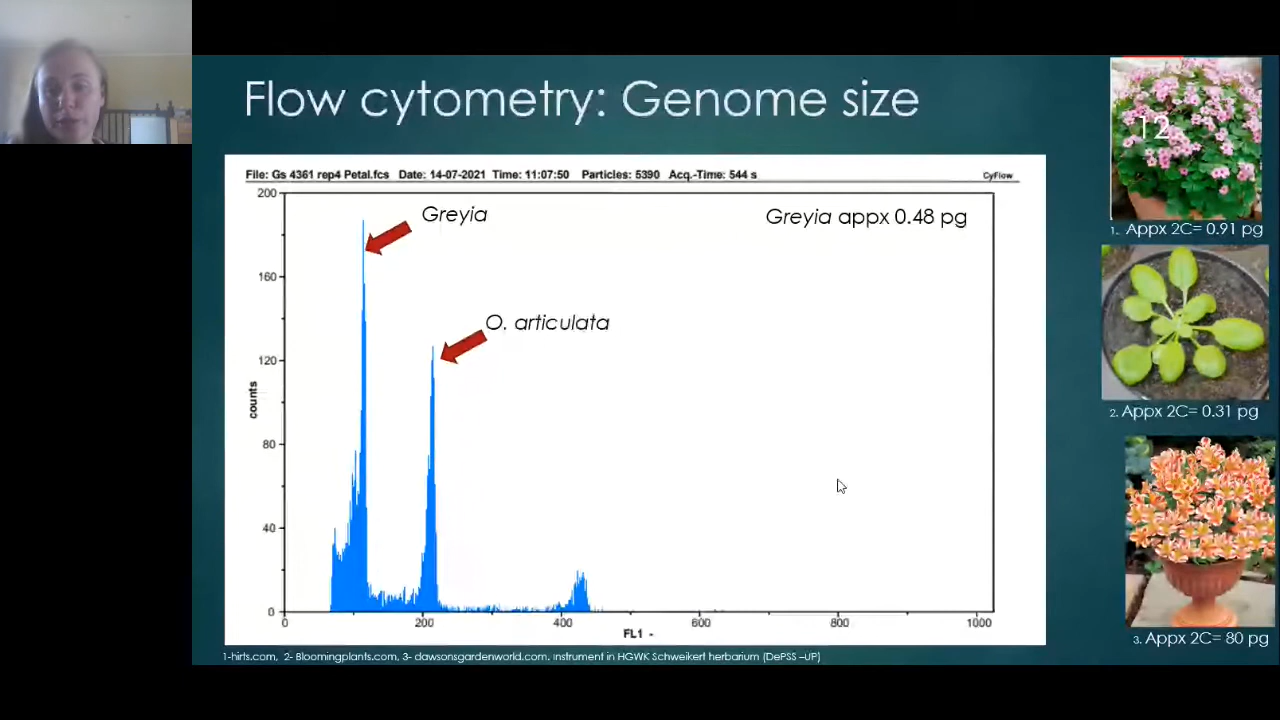 Flow cytometry: Genome size
12
File: Gs 4361 rep4 Petal.fcs Date: 14-07-2021 Time: 11:07:50 Particles: 5390 Acq.-Time: 544 s
CyFlow
200
160
120
80
40
0
counts
Greyia
Greyia appx 0.48 pg
O. articulata
0 200 400 600 800 1000
FL1 -
1. Appx 2C= 0.91 pg
2. Appx 2C= 0.31 pg
3. Appx 2C= 80 pg
1-hirts.com, 2- Bloomingplants.com, 3- dawsonsgardenworld.com. Instrument in HGWK Schweikert herbarium (DePSS –UP)